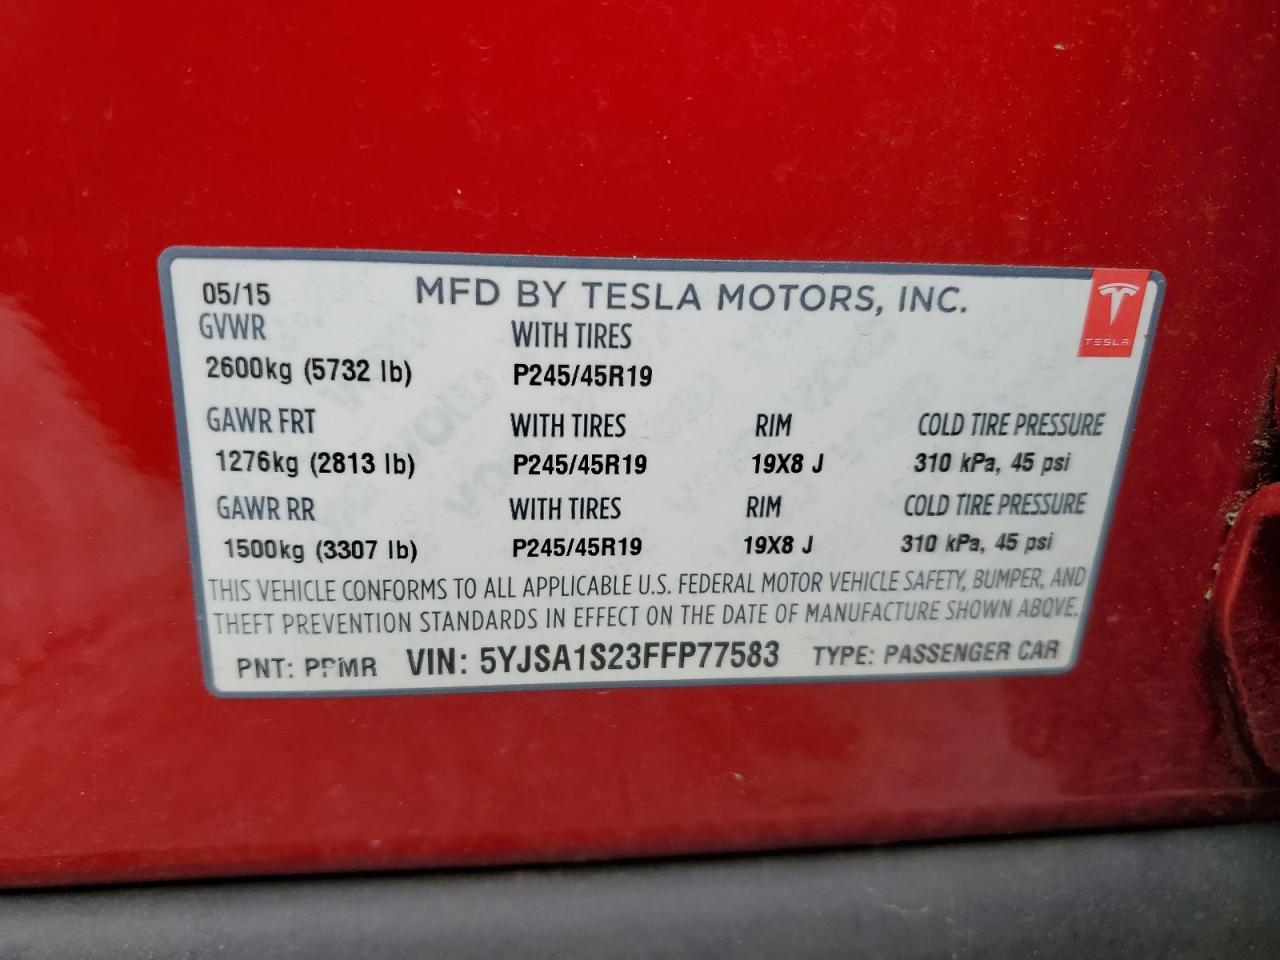 05/15 MFD BY TESLA MOTORS, INC.
TESLA
GVWR WITH TIRES
2600kg (5732 lb) P245/45R19
GAWR FRT WITH TIRES RIM COLD TIRE PRESSURE
1276kg (2813 lb) P245/45R19 19X8 J 310 kPa, 45 psi
GAWR RR WITH TIRES RIM COLD TIRE PRESSURE
1500kg (3307 lb) P245/45R19 19X8 J 310 kPa, 45 psi
THIS VEHICLE CONFORMS TO ALL APPLICABLE U.S. FEDERAL MOTOR VEHICLE SAFETY, BUMPER, AND
THEFT PREVENTION STANDARDS IN EFFECT ON THE DATE OF MANUFACTURE SHOWN ABOVE.
PNT: PPMR VIN: 5YJSA1S23FFP77583 TYPE: PASSENGER CAR